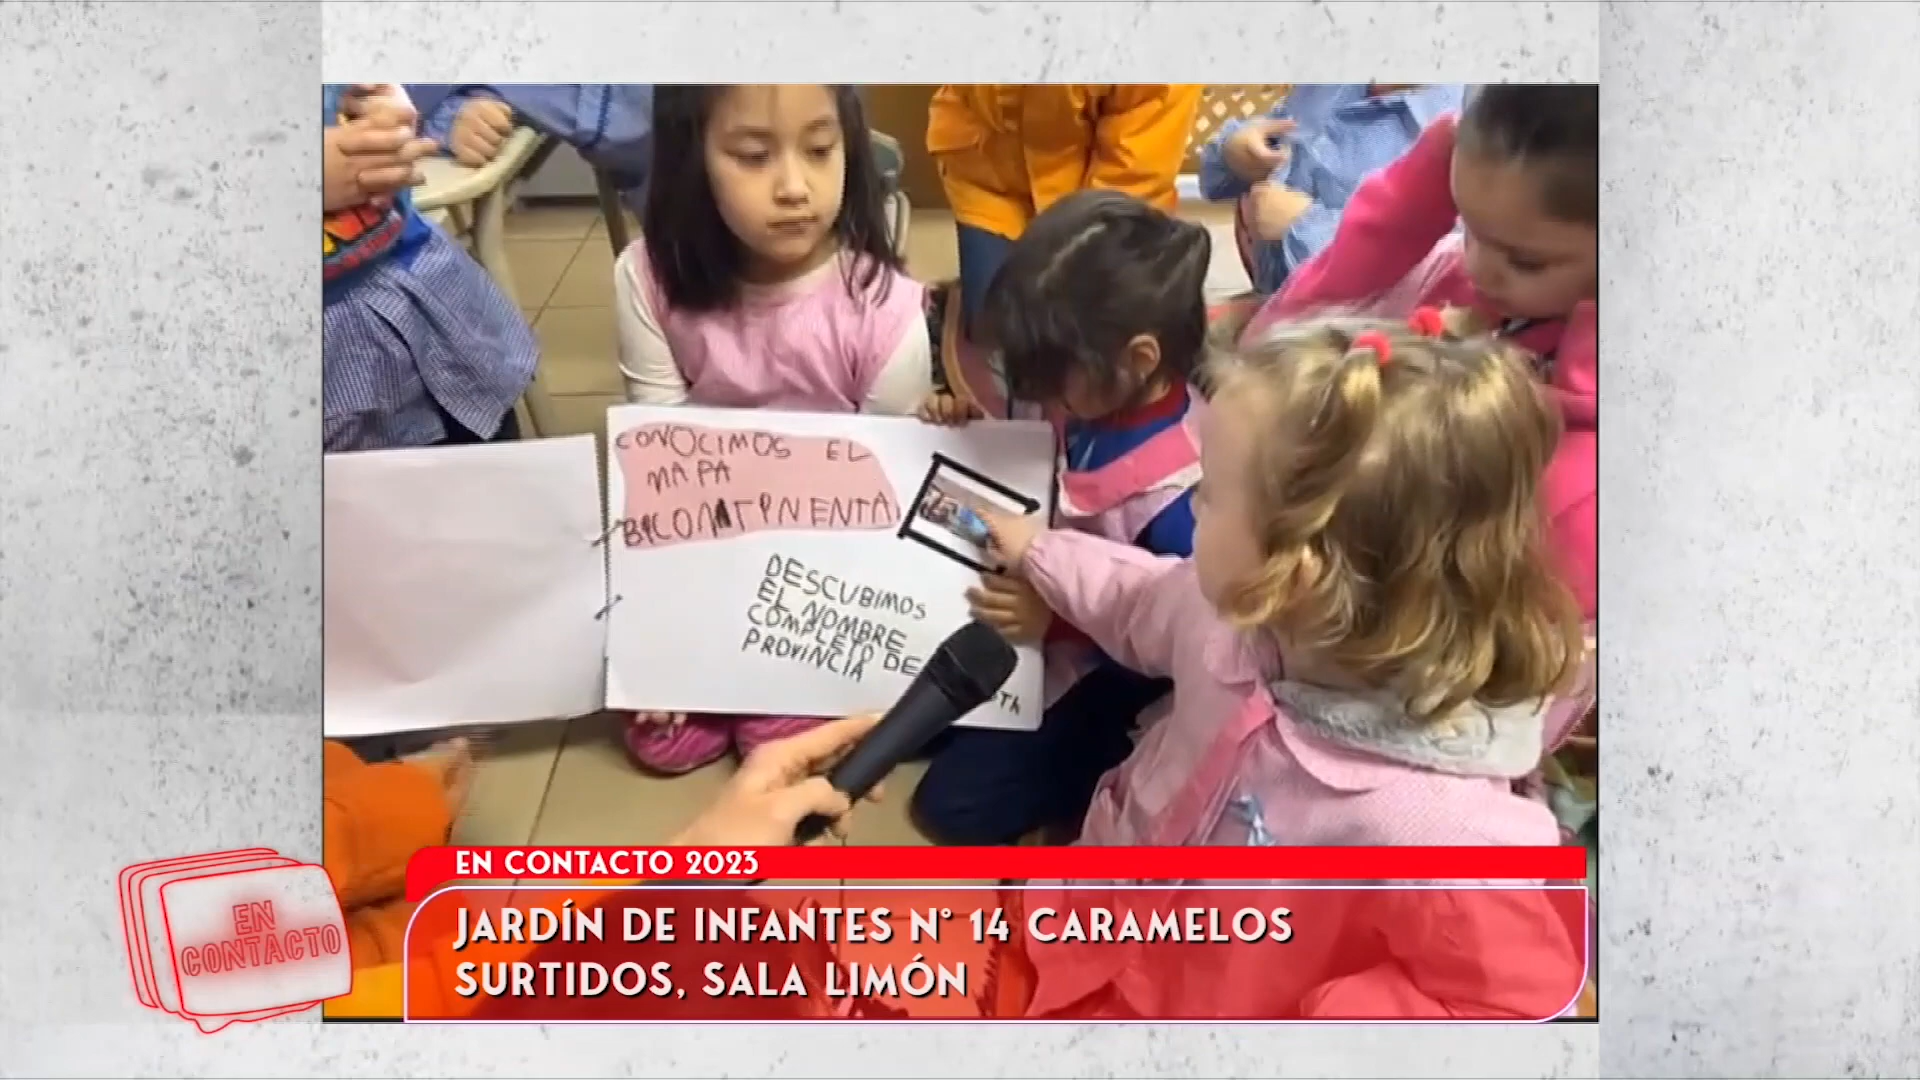 CONOCIMOS EL
MAPA
BICONTINENTAL
DESCUBIMOS
EL NOMBRE
COMPLETO DE
PROVINCIA
EN CONTACTO 2023
JARDÍN DE INFANTES N° 14 CARAMELOS
SURTIDOS, SALA LIMÓN
EN
CONTACTO